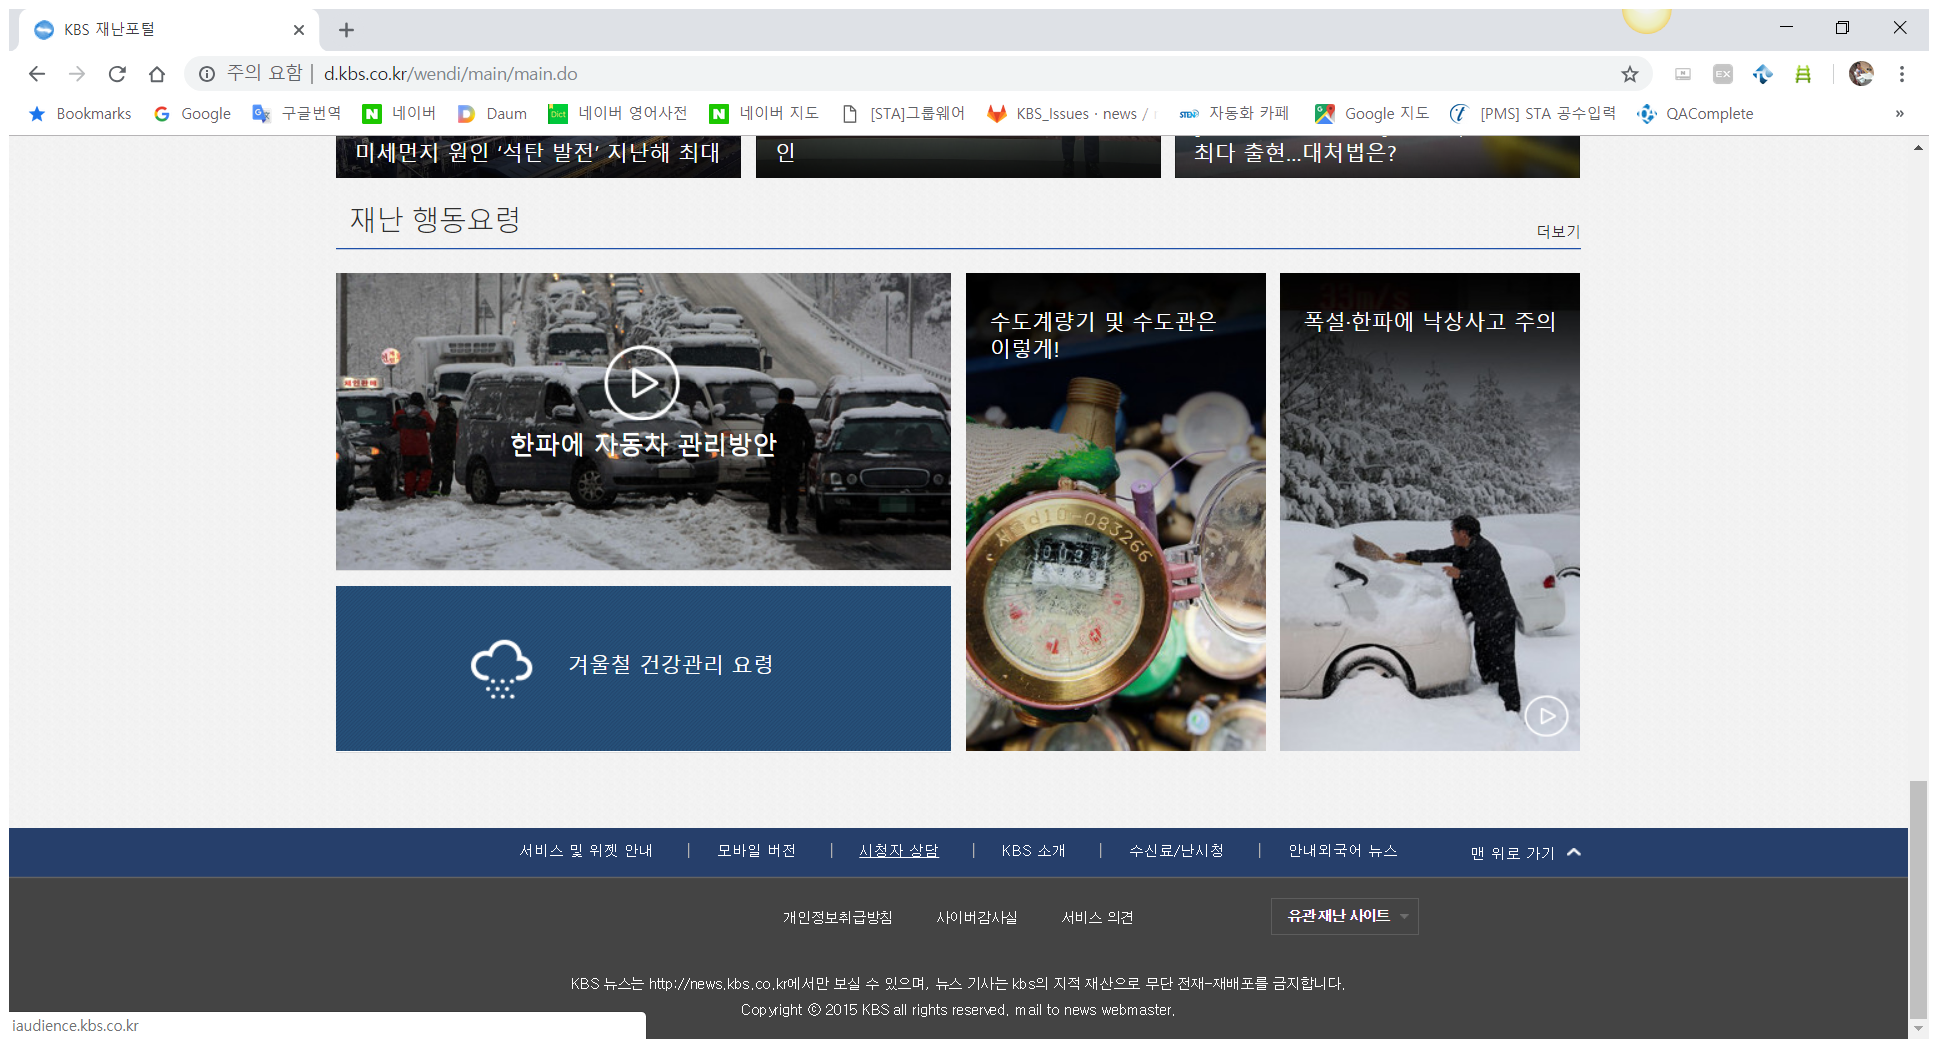 KBS 재난포털
주의 요함 | d.kbs.co.kr/wendi/main/main.do
EX
Bookmarks Google 구글번역 네이버 Daum 네이버 영어사전 네이버 지도 [STA]그룹웨어 KBS_Issues · news / 자동화 카페 Google 지도 [PMS] STA 공수입력 QAComplete »
미세먼지 원인 ‘석탄 발전’ 지난해 최대
인
최다 출현...대처법은?
재난 행동요령
더보기
한파에 자동차 관리방안
수도계량기 및 수도관은
이렇게!
폭설·한파에 낙상사고 주의
33m/s
체인판매
서울d10-083266
겨울철 건강관리 요령
서비스 및 위젯 안내 | 모바일 버전 | 시청자 상담 | KBS 소개 | 수신료/난시청 | 안내외국어 뉴스 맨 위로 가기
개인정보취급방침 사이버감사실 서비스 의견 유관 재난 사이트
KBS 뉴스는 http://news.kbs.co.kr에서만 보실 수 있으며, 뉴스 기사는 kbs의 지적 재산으로 무단 전재-재배포를 금지합니다.
Copyright ⓒ 2015 KBS all rights reserved. mail to news webmaster.
iaudience.kbs.co.kr